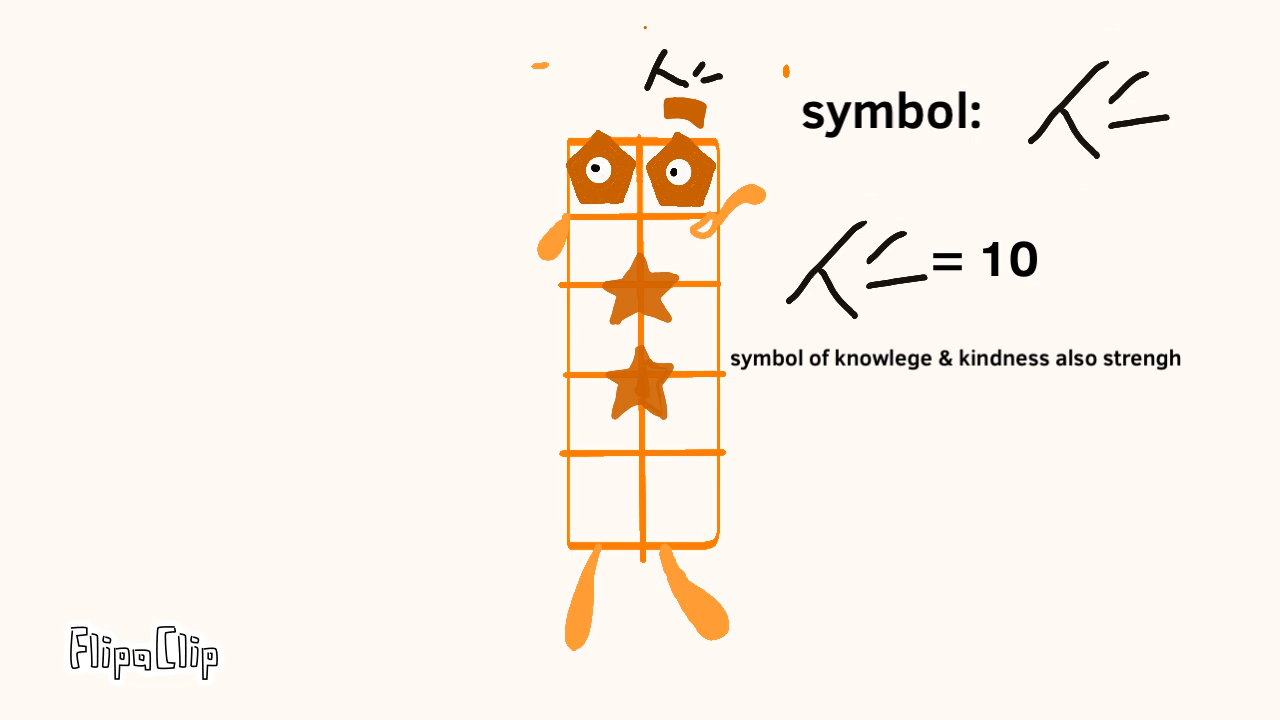 symbol:
= 10
symbol of knowlege & kindness also strengh
FlipaClip